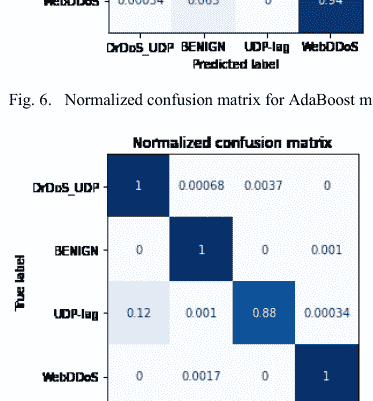 WebDDoS 0.00034 0.063 0 0.94
DrDoS_UDP BENIGN UDP-lag WebDDoS
Predicted label
Fig. 6. Normalized confusion matrix for AdaBoost m
Normalized confusion matrix
DrDoS_UDP 1 0.00068 0.0037 0
BENIGN 0 1 0 0.001
True label
UDP-lag 0.12 0.001 0.88 0.00034
WebDDoS 0 0.0017 0 1